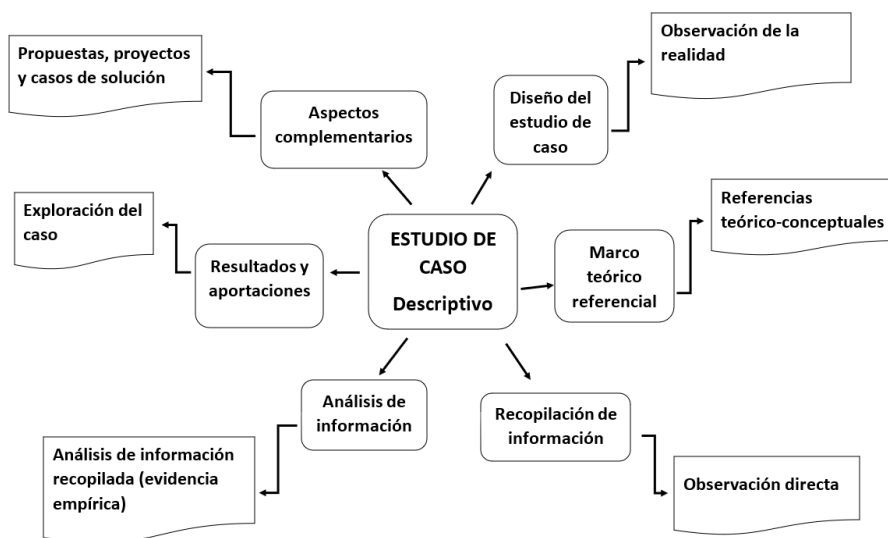 Propuestas, proyectos
y casos de solución
Aspectos
complementarios
Diseño del
estudio de
caso
Observación de la
realidad
Exploración del
caso
Resultados y
aportaciones
ESTUDIO DE
CASO
Descriptivo
Marco
teórico
referencial
Referencias
teórico-conceptuales
Análisis de
información
Análisis de información
recopilada (evidencia
empírica)
Recopilación de
información
Observación directa